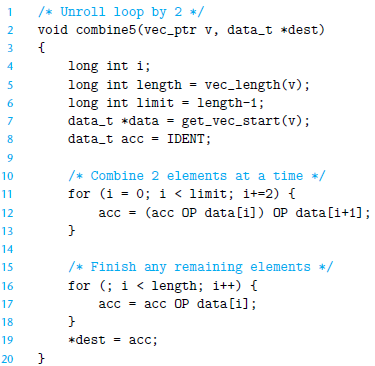 1 /* Unroll loop by 2 */
2 void combine5(vec_ptr v, data_t *dest)
3 {
4 long int i;
5 long int length = vec_length(v);
6 long int limit = length-1;
7 data_t *data = get_vec_start(v);
8 data_t acc = IDENT;
9
10 /* Combine 2 elements at a time */
11 for (i = 0; i < limit; i+=2) {
12 acc = (acc OP data[i]) OP data[i+1];
13 }
14
15 /* Finish any remaining elements */
16 for (; i < length; i++) {
17 acc = acc OP data[i];
18 }
19 *dest = acc;
20 }